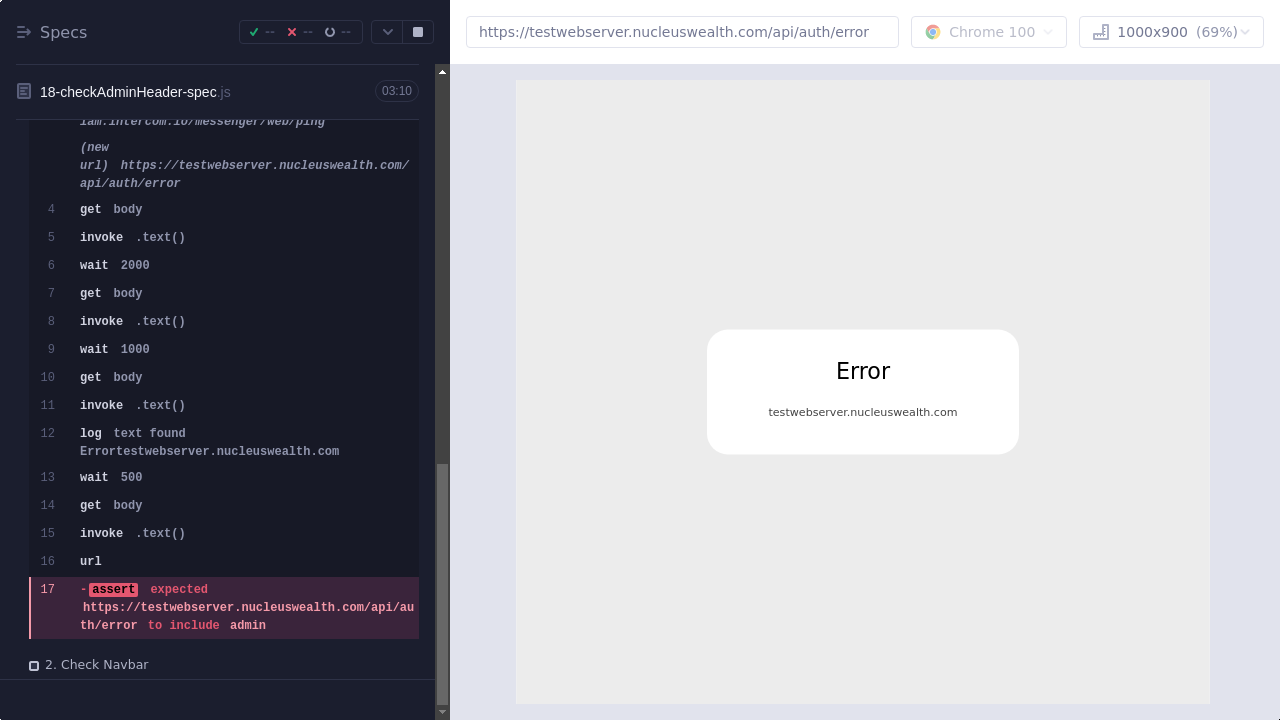 Specs
--
--
--
https://testwebserver.nucleuswealth.com/api/auth/error
Chrome 100
1000x900 (69%)
18-checkAdminHeader-spec.js
03:10
iam.intercom.io/messenger/web/ping
(new
url) https://testwebserver.nucleuswealth.com/
api/auth/error
4 get body
5 invoke .text()
6 wait 2000
7 get body
8 invoke .text()
9 wait 1000
10 get body
11 invoke .text()
12 log text found
Errortestwebserver.nucleuswealth.com
13 wait 500
14 get body
15 invoke .text()
16 url
17 -assert expected
https://testwebserver.nucleuswealth.com/api/au
th/error to include admin
2. Check Navbar
Error
testwebserver.nucleuswealth.com